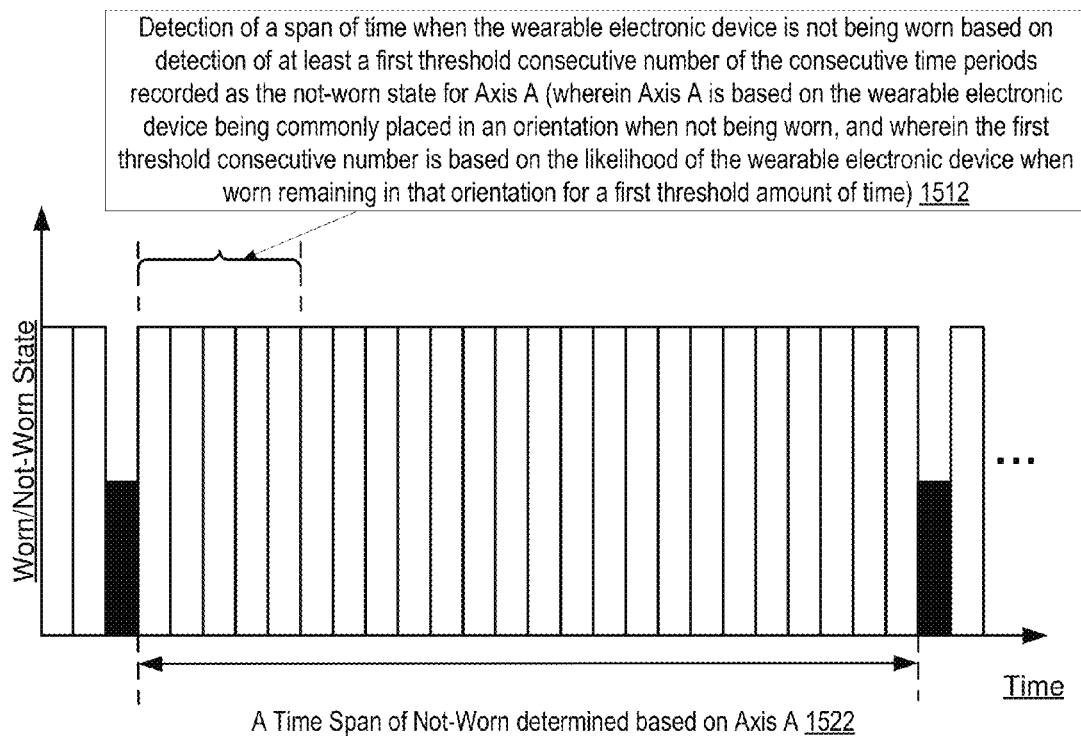 Detection of a span of time when the wearable electronic device is not being worn based on
detection of at least a first threshold consecutive number of the consecutive time periods
recorded as the not-worn state for Axis A (wherein Axis A is based on the wearable electronic
device being commonly placed in an orientation when not being worn, and wherein the first
threshold consecutive number is based on the likelihood of the wearable electronic device when
worn remaining in that orientation for a first threshold amount of time) 1512
Worn/Not-Worn State
...
Time
A Time Span of Not-Worn determined based on Axis A 1522